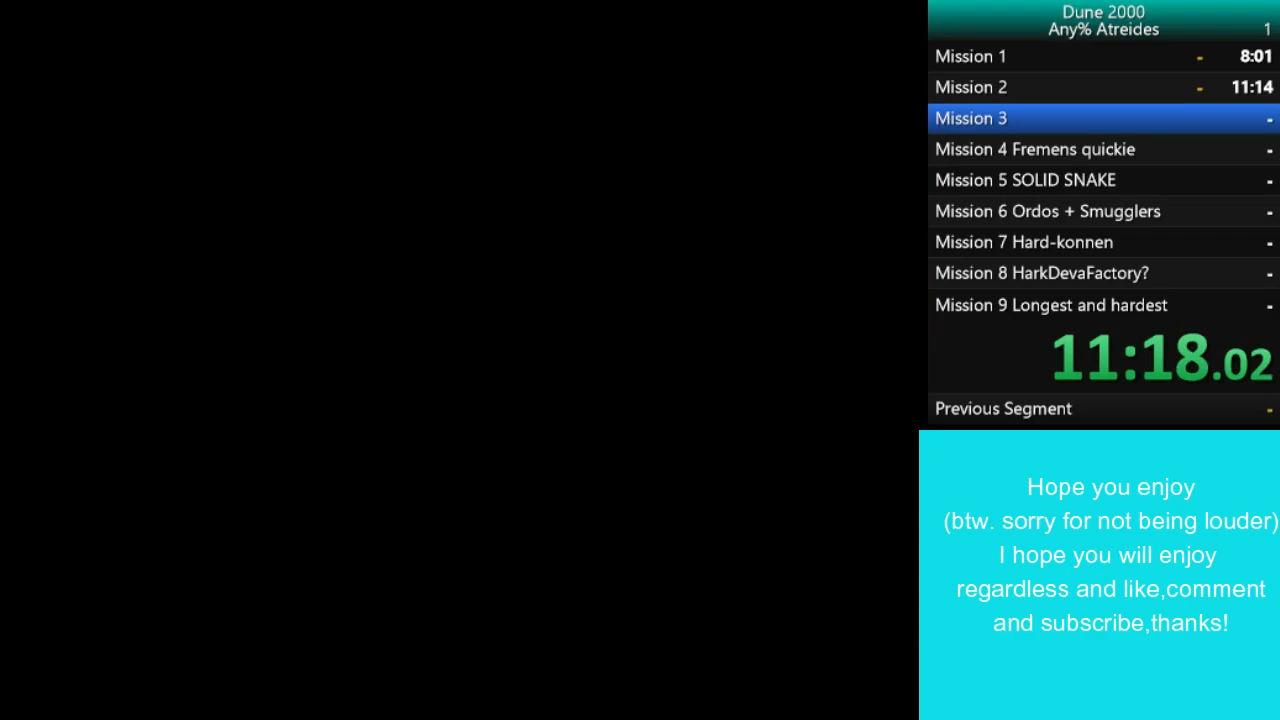 Dune 2000
Any% Atreides 1
Mission 1 - 8:01
Mission 2 - 11:14
Mission 3 -
Mission 4 Fremens quickie -
Mission 5 SOLID SNAKE -
Mission 6 Ordos + Smugglers -
Mission 7 Hard-konnen -
Mission 8 HarkDevaFactory? -
Mission 9 Longest and hardest -
11:18.02
Previous Segment -
Hope you enjoy
(btw. sorry for not being louder)
I hope you will enjoy
regardless and like,comment
and subscribe,thanks!